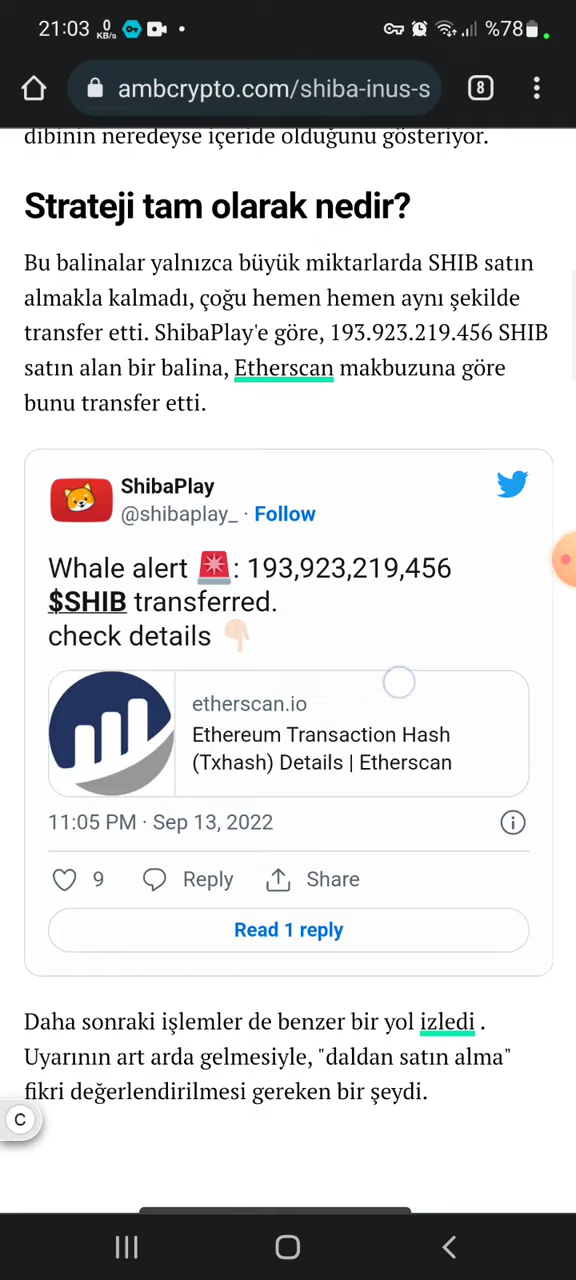 21:03 0 KB/s %78
ambcrypto.com/shiba-inus-s 8
dibinin neredeyse içeride olduğunu gösteriyor.
Strateji tam olarak nedir?
Bu balinalar yalnızca büyük miktarlarda SHIB satın
almakla kalmadı, çoğu hemen hemen aynı şekilde
transfer etti. ShibaPlay'e göre, 193.923.219.456 SHIB
satın alan bir balina, Etherscan makbuzuna göre
bunu transfer etti.
ShibaPlay
@shibaplay_ · Follow
Whale alert 🚨: 193,923,219,456
$SHIB transferred.
check details 👇🏻
etherscan.io
Ethereum Transaction Hash
(Txhash) Details | Etherscan
11:05 PM · Sep 13, 2022
9 Reply Share
Read 1 reply
Daha sonraki işlemler de benzer bir yol izledi .
Uyarının art arda gelmesiyle, "daldan satın alma"
fikri değerlendirilmesi gereken bir şeydi.
C